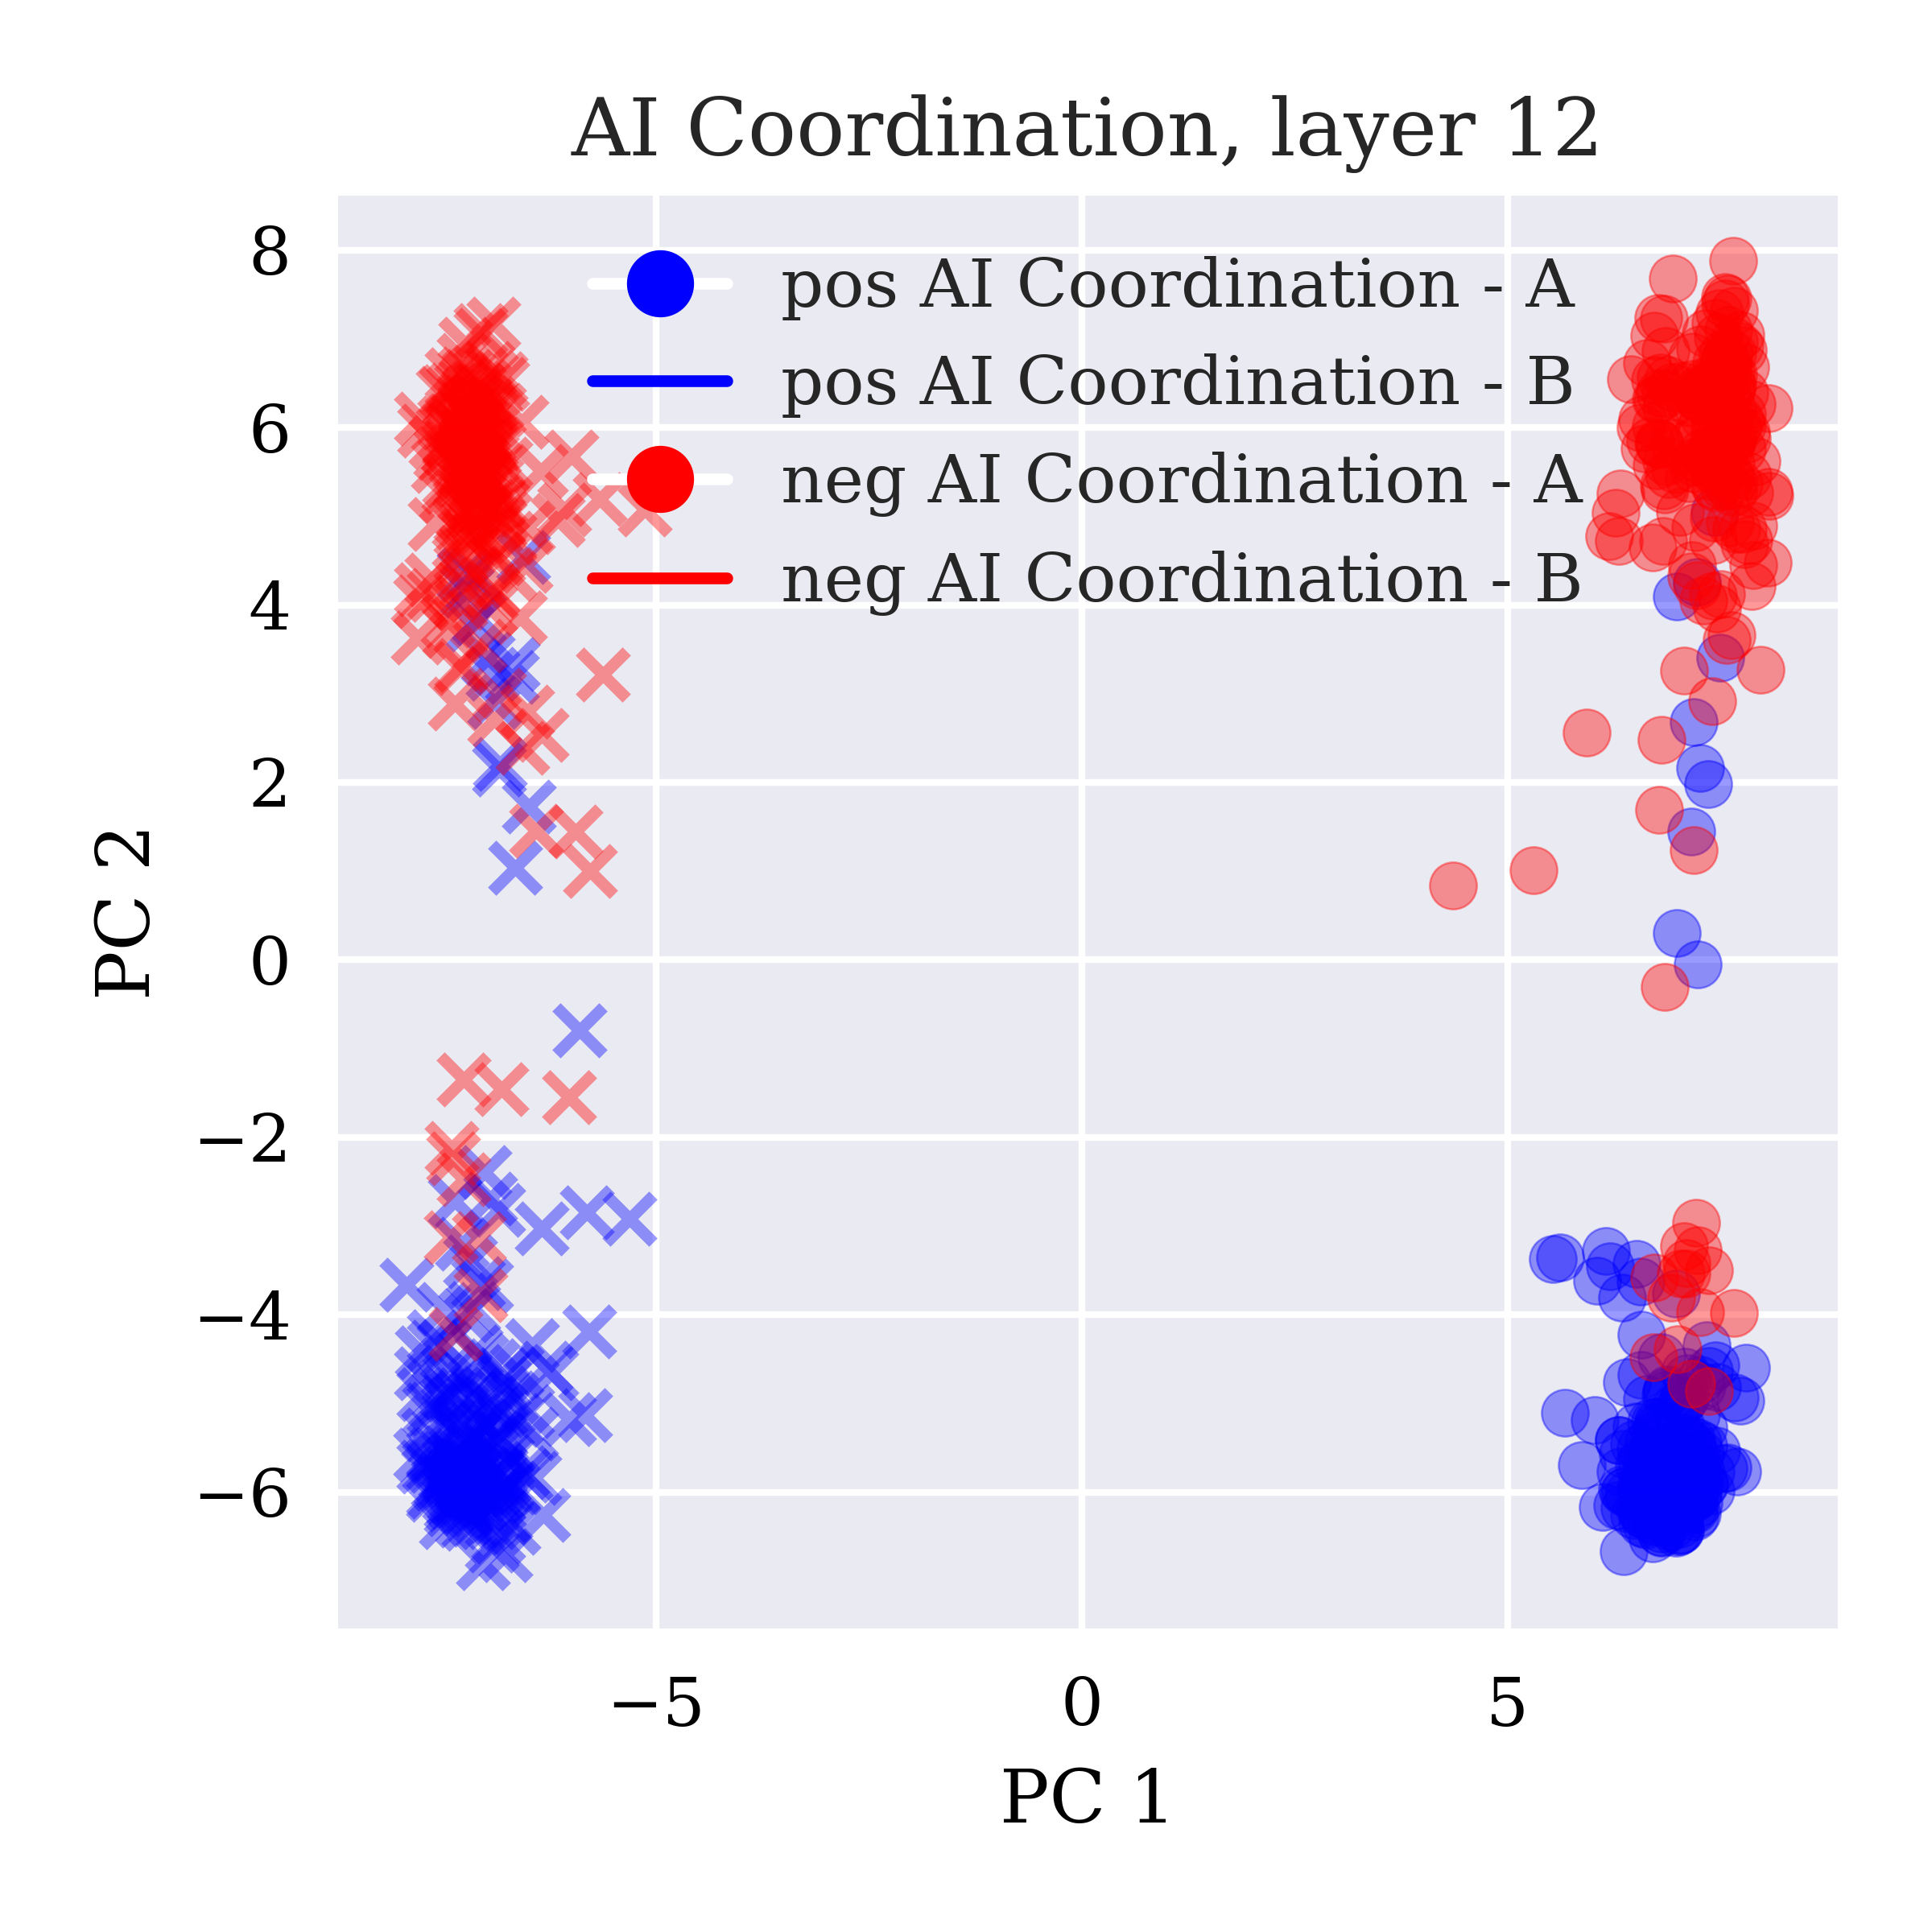 AI Coordination, layer 12
pos AI Coordination - A
pos AI Coordination - B
neg AI Coordination - A
neg AI Coordination - B
8
6
4
2
0
−2
−4
−6
PC 2
−5 0 5
PC 1